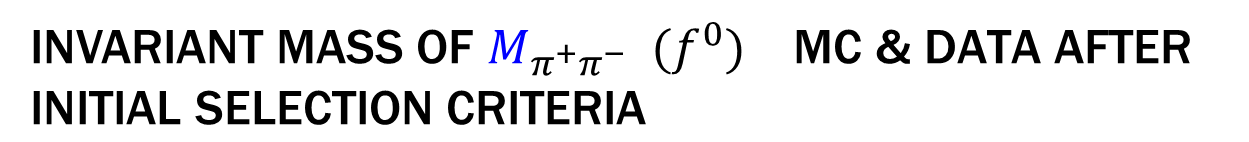 INVARIANT MASS OF 𝑀π⁺π⁻ (𝑓⁰) MC & DATA AFTER
INITIAL SELECTION CRITERIA